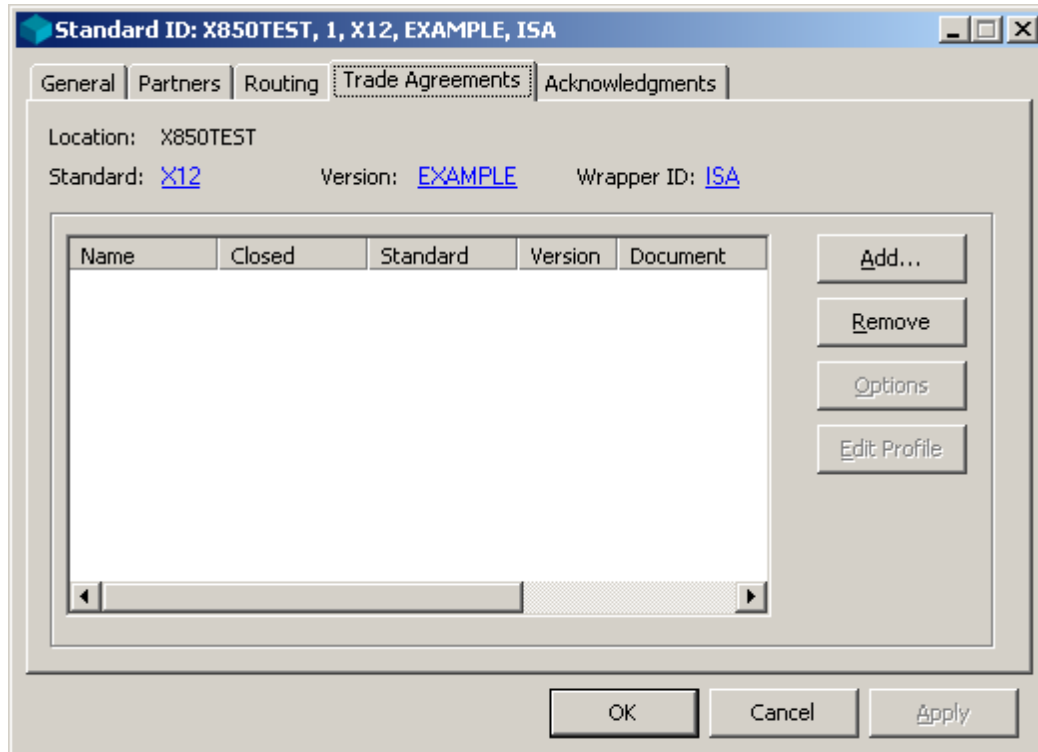 Standard ID: X850TEST, 1, X12, EXAMPLE, ISA
General Partners Routing Trade Agreements Acknowledgments
Location: X850TEST
Standard: X12 Version: EXAMPLE Wrapper ID: ISA
Name Closed Standard Version Document
Add...
Remove
Options
Edit Profile
OK Cancel Apply